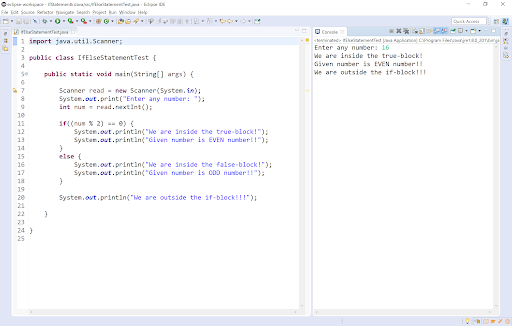 eclipse-workspace - IfStatements/Java/src/IfElseStatementTest.java - Eclipse IDE
File Edit Source Refactor Navigate Search Project Run Window Help
Quick Access
IfElseStatementTest.java
1 import java.util.Scanner;
2
3 public class IfElseStatementTest {
4
5 public static void main(String[] args) {
6
7 Scanner read = new Scanner(System.in);
8 System.out.print("Enter any number: ");
9 int num = read.nextInt();
10
11 if((num % 2) == 0) {
12 System.out.println("We are inside the true-block!");
13 System.out.println("Given number is EVEN number!!");
14 }
15 else {
16 System.out.println("We are inside the false-block!");
17 System.out.println("Given number is ODD number!!");
18 }
19
20 System.out.println("We are outside the if-block!!!");
21
22 }
23
24 }
25
Console
<terminated> IfElseStatementTest [Java Application] C:\Program Files\Java\jre1.8.0_201\bin\ja
Enter any number: 16
We are inside the true-block!
Given number is EVEN number!!
We are outside the if-block!!!